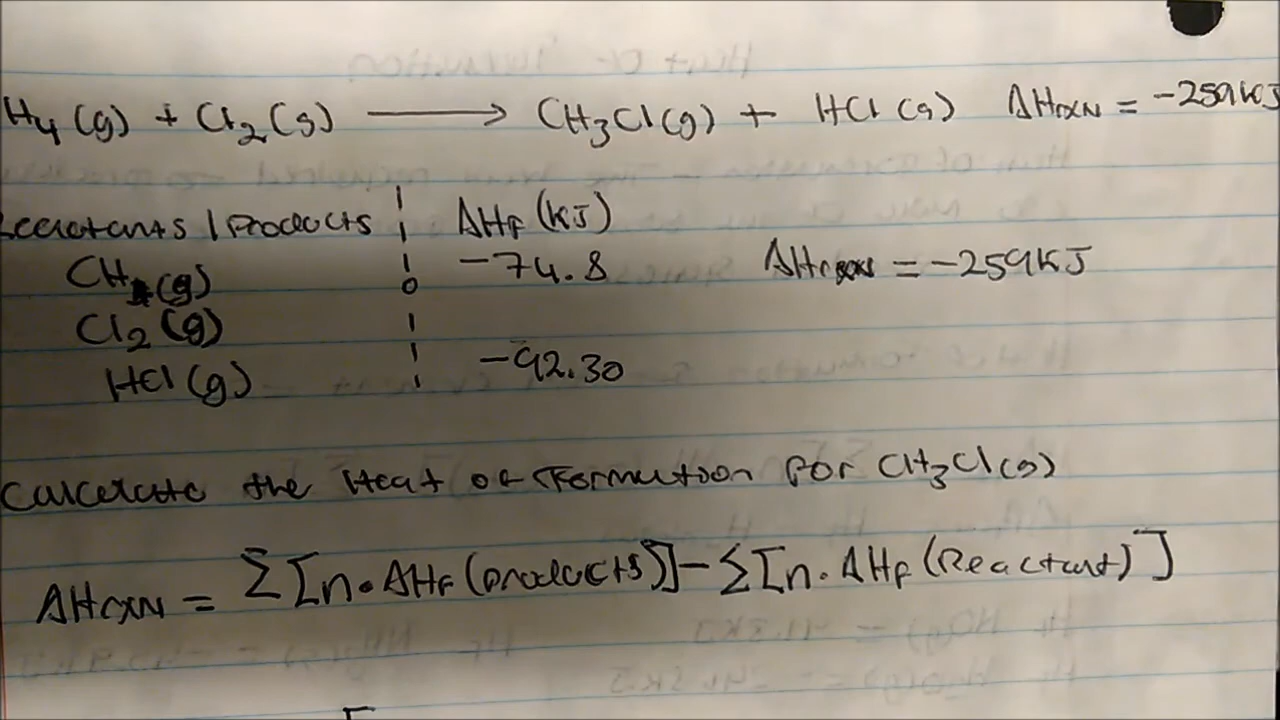 H4 (g) + Cl2 (g) ⟶ CH3Cl(g) + HCl (g) ΔHrxn = -259KJ
Reactants / Products ¦ ΔHf (KJ)
CH4(g) ¦ -74.8 ΔHrxn = -259KJ
Cl2 (g)
HCl (g) ¦ -92.30
Calculate the Heat of Formation for CH3Cl(g)
ΔHrxn = Σ[n·ΔHf (products)] - Σ[n·ΔHf (Reactant)]